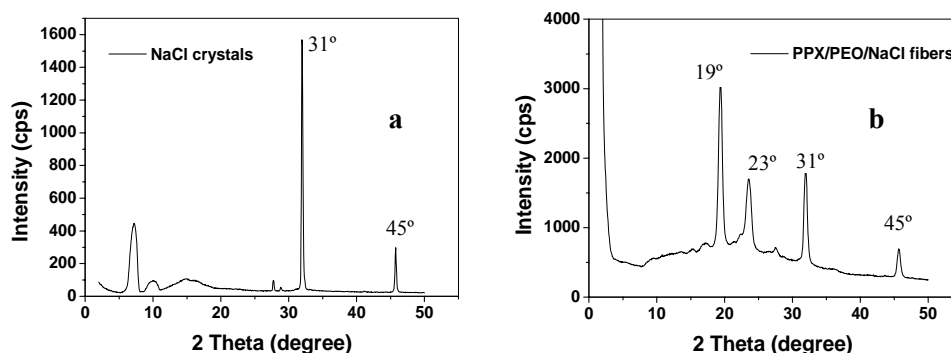 1600
1400
1200
1000
800
600
400
200
0
Intensity (cps)
NaCl crystals
31º
a
45º
0 10 20 30 40 50
2 Theta (degree)
4000
3000
2000
1000
0
Intensity (cps)
PPX/PEO/NaCl fibers
19º
b
23º
31º
45º
0 10 20 30 40 50
2 Theta (degree)